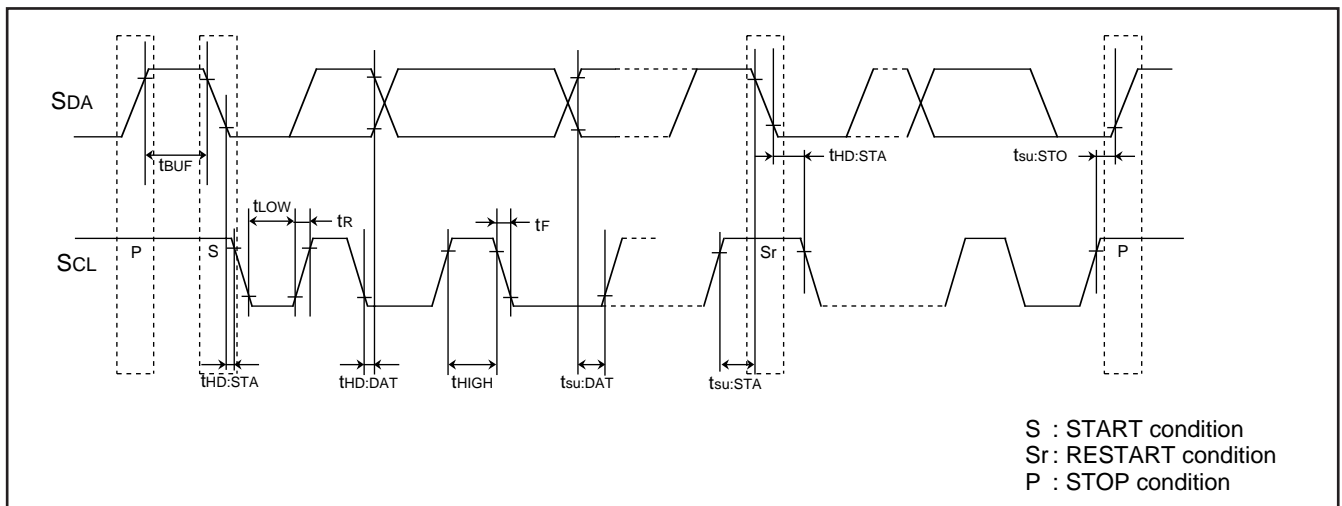 SDA
tBUF
tHD:STA
tsu:STO
tLOW
tR
tF
SCL
P
S
Sr
P
tHD:STA
tHD:DAT
tHIGH
tsu:DAT
tsu:STA
S : START condition
Sr : RESTART condition
P : STOP condition